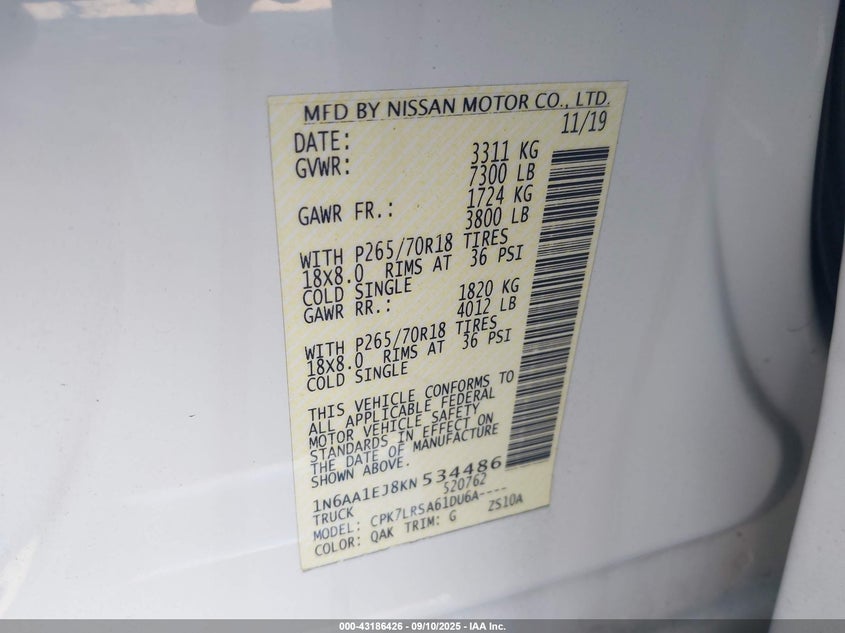 MFD BY NISSAN MOTOR CO., LTD.
DATE: 11/19
GVWR: 3311 KG
7300 LB
GAWR FR.: 1724 KG
3800 LB
WITH P265/70R18 TIRES
18X8.0 RIMS AT 36 PSI
COLD SINGLE
GAWR RR.: 1820 KG
4012 LB
WITH P265/70R18 TIRES
18X8.0 RIMS AT 36 PSI
COLD SINGLE
THIS VEHICLE CONFORMS TO
ALL APPLICABLE FEDERAL
MOTOR VEHICLE SAFETY
STANDARDS IN EFFECT ON
THE DATE OF MANUFACTURE
SHOWN ABOVE.
1N6AA1EJ8KN534486
TRUCK 520762
MODEL: CPK7LRSA61DU6A----
COLOR: QAK TRIM: G ZS10A
000-43186426 - 09/10/2025 - IAA Inc.